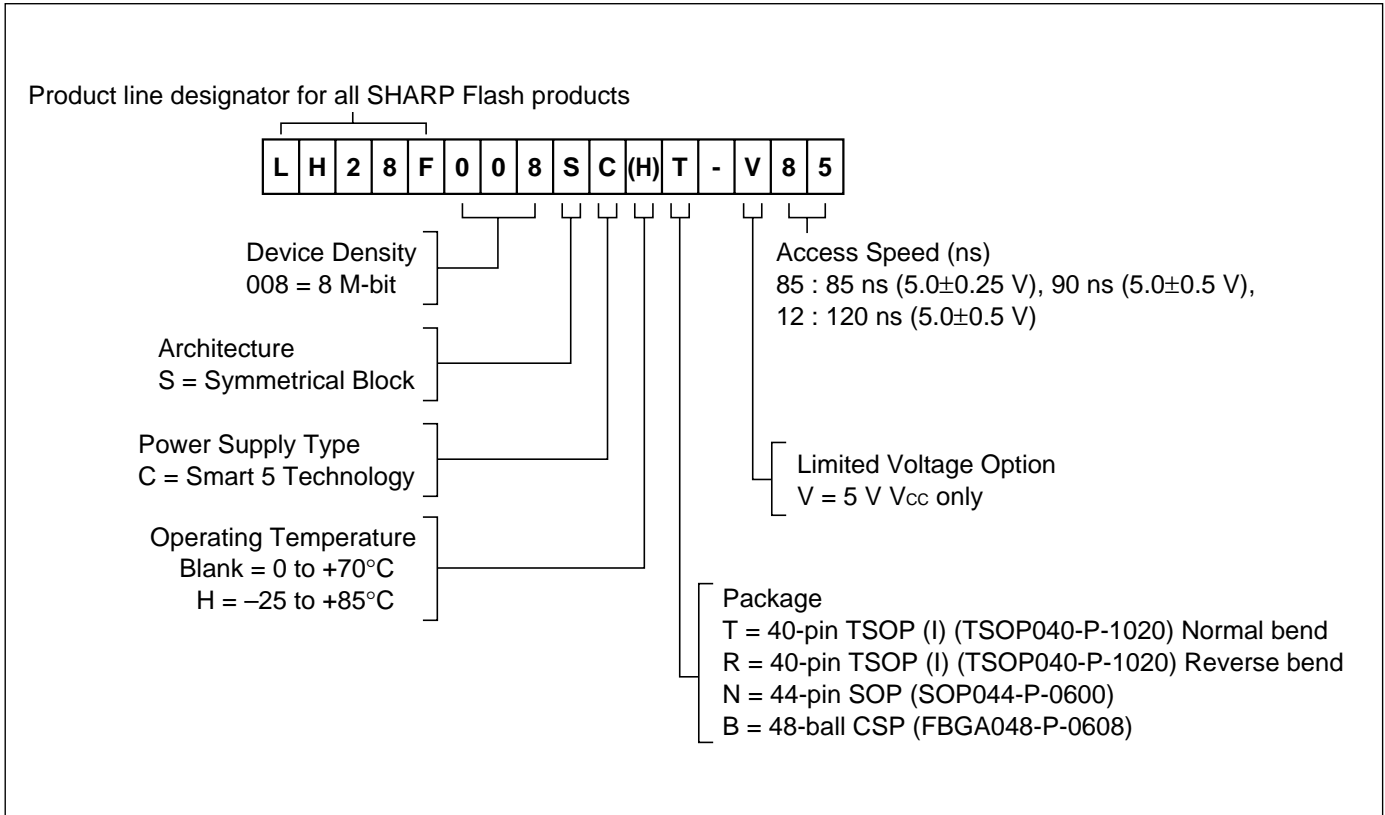 Product line designator for all SHARP Flash products
L H 2 8 F 0 0 8 S C (H) T - V 8 5
Device Density
008 = 8 M-bit
Architecture
S = Symmetrical Block
Power Supply Type
C = Smart 5 Technology
Operating Temperature
Blank = 0 to +70°C
H = –25 to +85°C
Access Speed (ns)
85 : 85 ns (5.0±0.25 V), 90 ns (5.0±0.5 V),
12 : 120 ns (5.0±0.5 V)
Limited Voltage Option
V = 5 V VCC only
Package
T = 40-pin TSOP (I) (TSOP040-P-1020) Normal bend
R = 40-pin TSOP (I) (TSOP040-P-1020) Reverse bend
N = 44-pin SOP (SOP044-P-0600)
B = 48-ball CSP (FBGA048-P-0608)